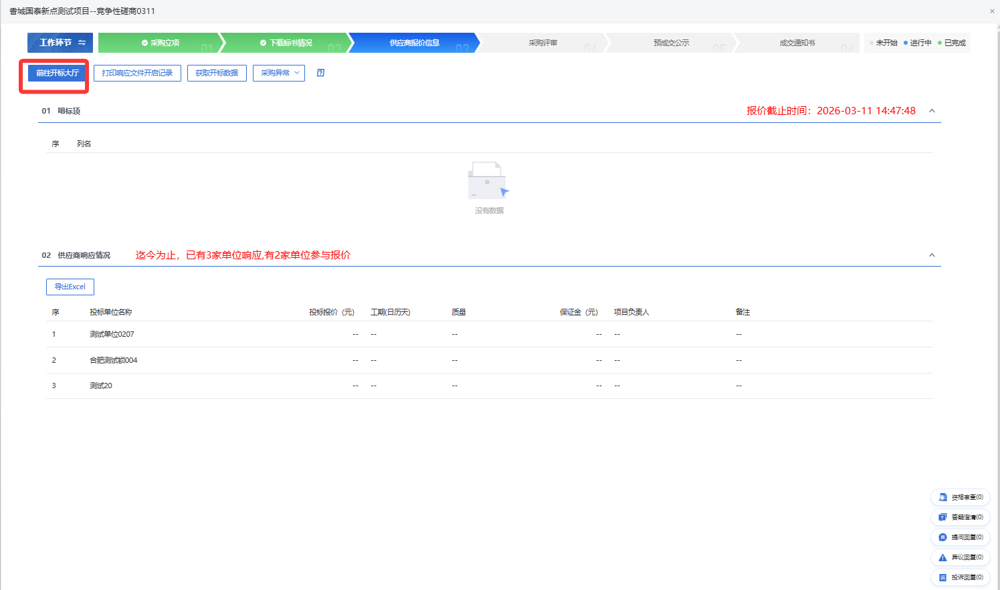 香城国泰新点测试项目--竞争性磋商0311
×
工作环节
采购立项 01
下载标书情况 02
供应商报价信息 03
采购评审 04
预成交公示 05
成交通知书 04
未开始 进行中 已完成
前往开标大厅 打印响应文件开启记录 获取开标数据 采购异常 ?
01 唱标项 报价截止时间：2026-03-11 14:47:48
序 列名
没有数据
02 供应商响应情况 迄今为止，已有3家单位响应,有2家单位参与报价
导出Excel
序 投标单位名称 投标报价（元） 工期(日历天) 质量 保证金（元） 项目负责人 备注
1 测试单位0207 -- -- -- -- -- --
2 合肥测试锁004 -- -- -- -- -- --
3 测试20 -- -- -- -- -- --
资格审查(0)
答疑澄清(0)
提问回复(0)
异议回复(0)
投诉回复(0)